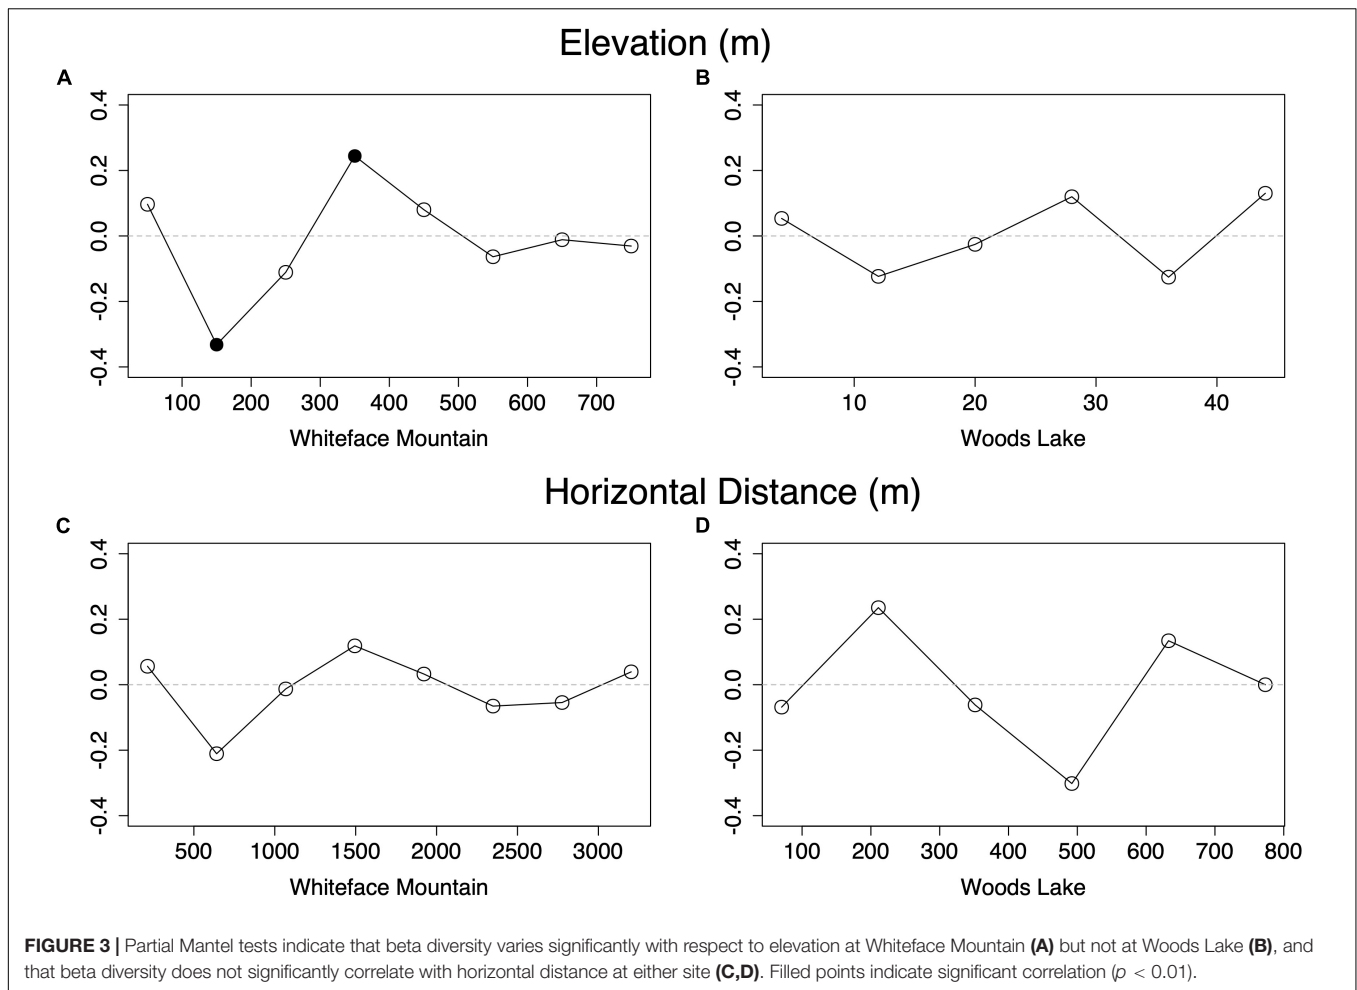 Elevation (m)
A
B
0.4
0.2
0.0
-0.2
-0.4
100 200 300 400 500 600 700
Whiteface Mountain
0.4
0.2
0.0
-0.2
-0.4
10 20 30 40
Woods Lake
Horizontal Distance (m)
C
D
0.4
0.2
0.0
-0.2
-0.4
500 1000 1500 2000 2500 3000
Whiteface Mountain
0.4
0.2
0.0
-0.2
-0.4
100 200 300 400 500 600 700 800
Woods Lake
FIGURE 3 | Partial Mantel tests indicate that beta diversity varies significantly with respect to elevation at Whiteface Mountain (A) but not at Woods Lake (B), and
that beta diversity does not significantly correlate with horizontal distance at either site (C,D). Filled points indicate significant correlation (p < 0.01).